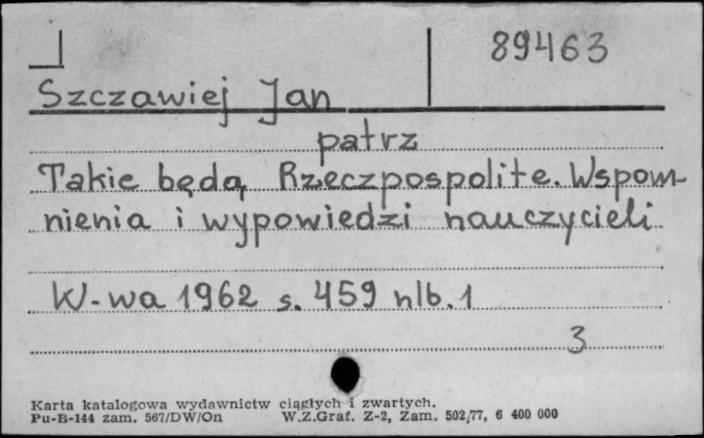 89463
Szczawiej Jan
patrz
Takie będą Rzeczpospolite. Wspom-
nienia i wypowiedzi nauczycieli
W-wa 1962 s. 459 nlb. 1
3
Karta katalogowa wydawnictw ciągłych i zwartych.
Pu-B-144 zam. 567/DW/On W.Z.Graf. Z-2, Zam. 502/77, 6 400 000